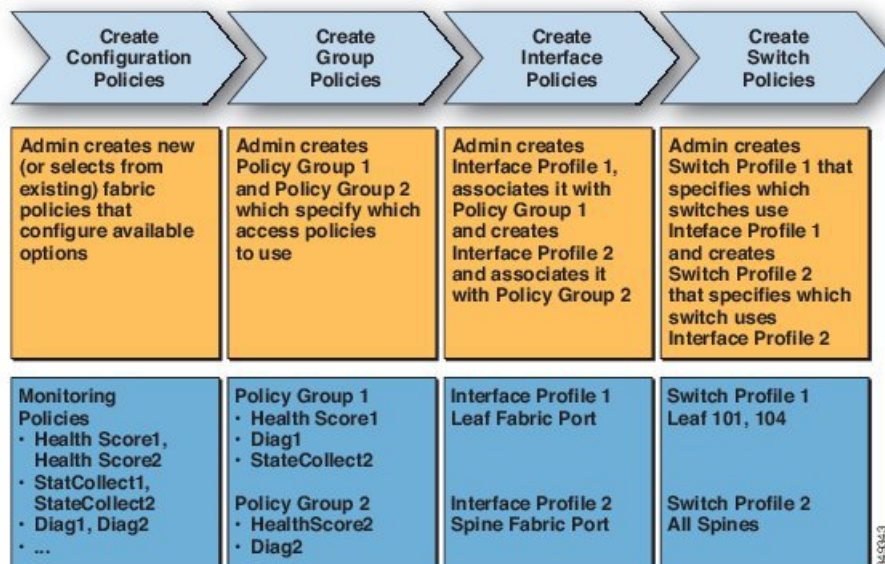 Create
Configuration
Policies
Create
Group
Policies
Create
Interface
Policies
Create
Switch
Policies
Admin creates new
(or selects from
existing) fabric
policies that
configure available
options
Admin creates
Policy Group 1
and Policy Group 2
which specify which
access policies
to use
Admin creates
Interface Profile 1,
associates it with
Policy Group 1
and creates
Interface Profile 2
and associates it
with Policy Group 2
Admin creates
Switch Profile 1 that
specifies which
switches use
Inteface Profile 1
and creates
Switch Profile 2
that specifies which
switch uses
Interface Profile 2
Monitoring
Policies
• Health Score1,
Health Score2
• StatCollect1,
StateCollect2
• Diag1, Diag2
• ...
Policy Group 1
• Health Score1
• Diag1
• StateCollect2
Policy Group 2
• HealthScore2
• Diag2
Interface Profile 1
Leaf Fabric Port
Interface Profile 2
Spine Fabric Port
Switch Profile 1
Leaf 101, 104
Switch Profile 2
All Spines